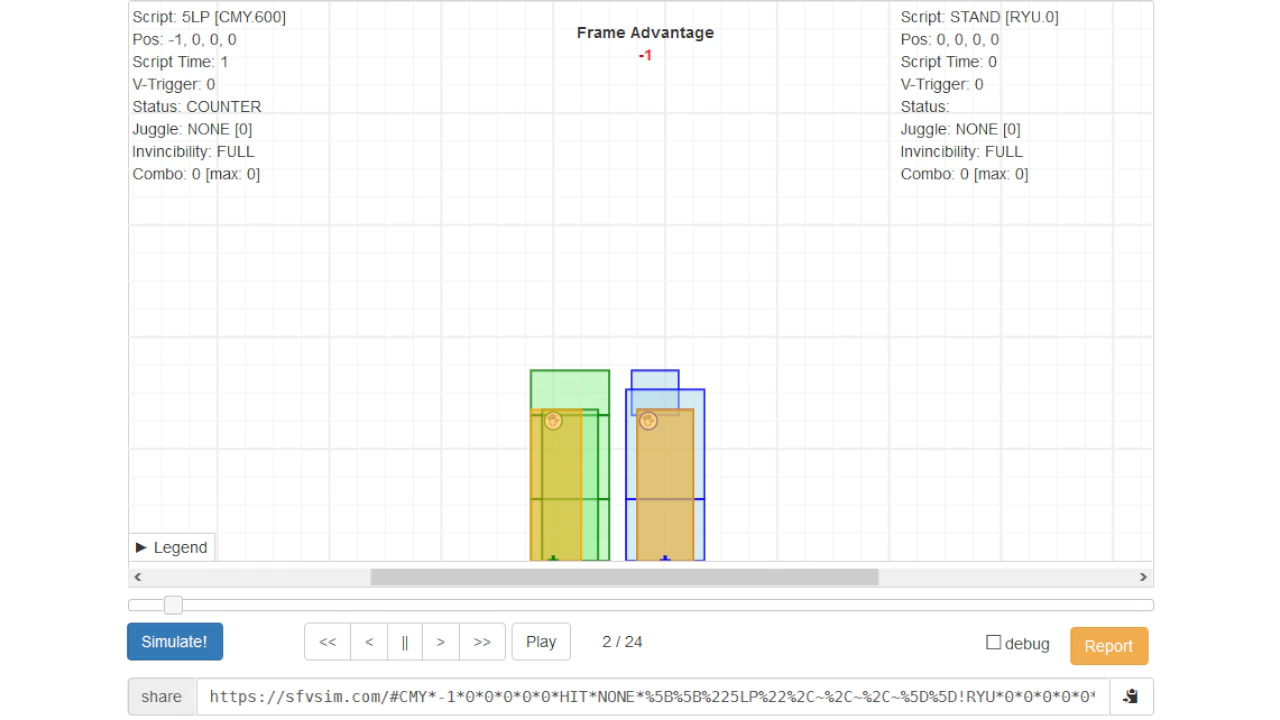 Script: 5LP [CMY.600]
Pos: -1, 0, 0, 0
Script Time: 1
V-Trigger: 0
Status: COUNTER
Juggle: NONE [0]
Invincibility: FULL
Combo: 0 [max: 0]
Frame Advantage
-1
Script: STAND [RYU.0]
Pos: 0, 0, 0, 0
Script Time: 0
V-Trigger: 0
Status:
Juggle: NONE [0]
Invincibility: FULL
Combo: 0 [max: 0]
► Legend
Simulate! << < || > >> Play 2 / 24 debug Report
share https://sfvsim.com/#CMY*-1*0*0*0*0*0*HIT*NONE*%5B%5B%225LP%22%2C~%2C~%2C~%5D%5D!RYU*0*0*0*0*0*